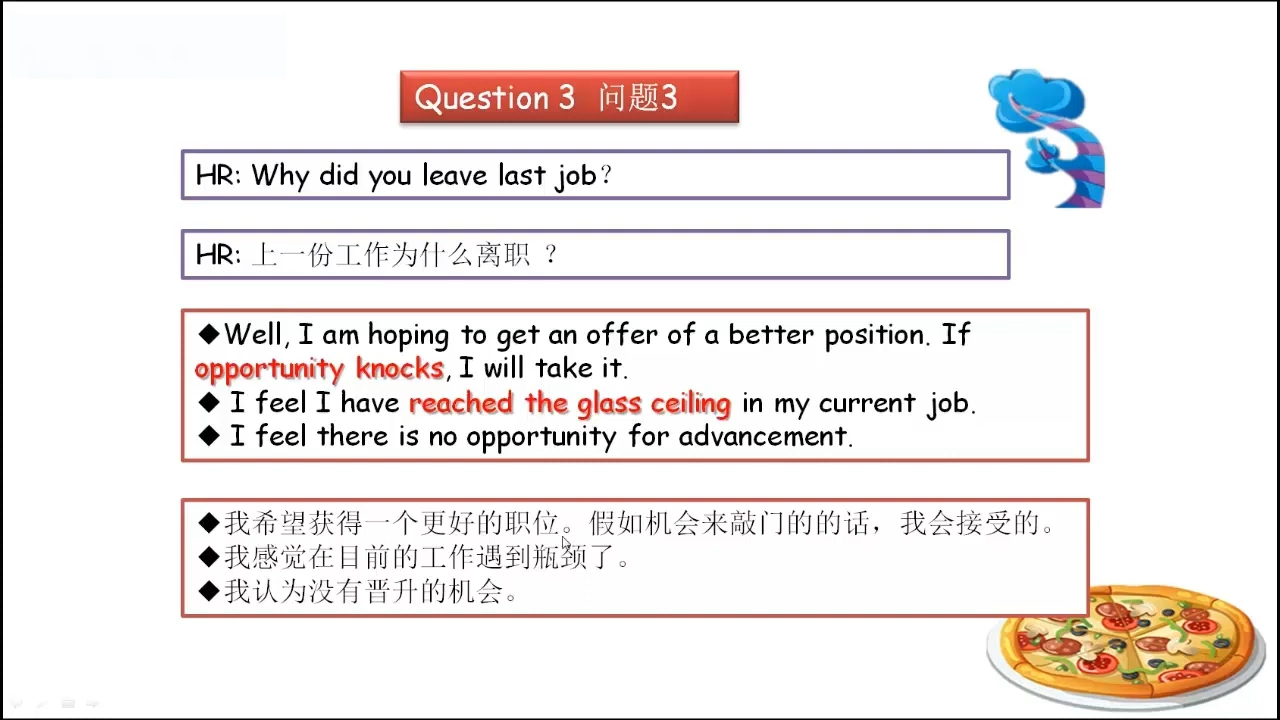 Question 3 问题3
HR: Why did you leave last job?
HR: 上一份工作为什么离职 ?
◆Well, I am hoping to get an offer of a better position. If
opportunity knocks, I will take it.
◆ I feel I have reached the glass ceiling in my current job.
◆ I feel there is no opportunity for advancement.
◆我希望获得一个更好的职位。假如机会来敲门的的话，我会接受的。
◆我感觉在目前的工作遇到瓶颈了。
◆我认为没有晋升的机会。